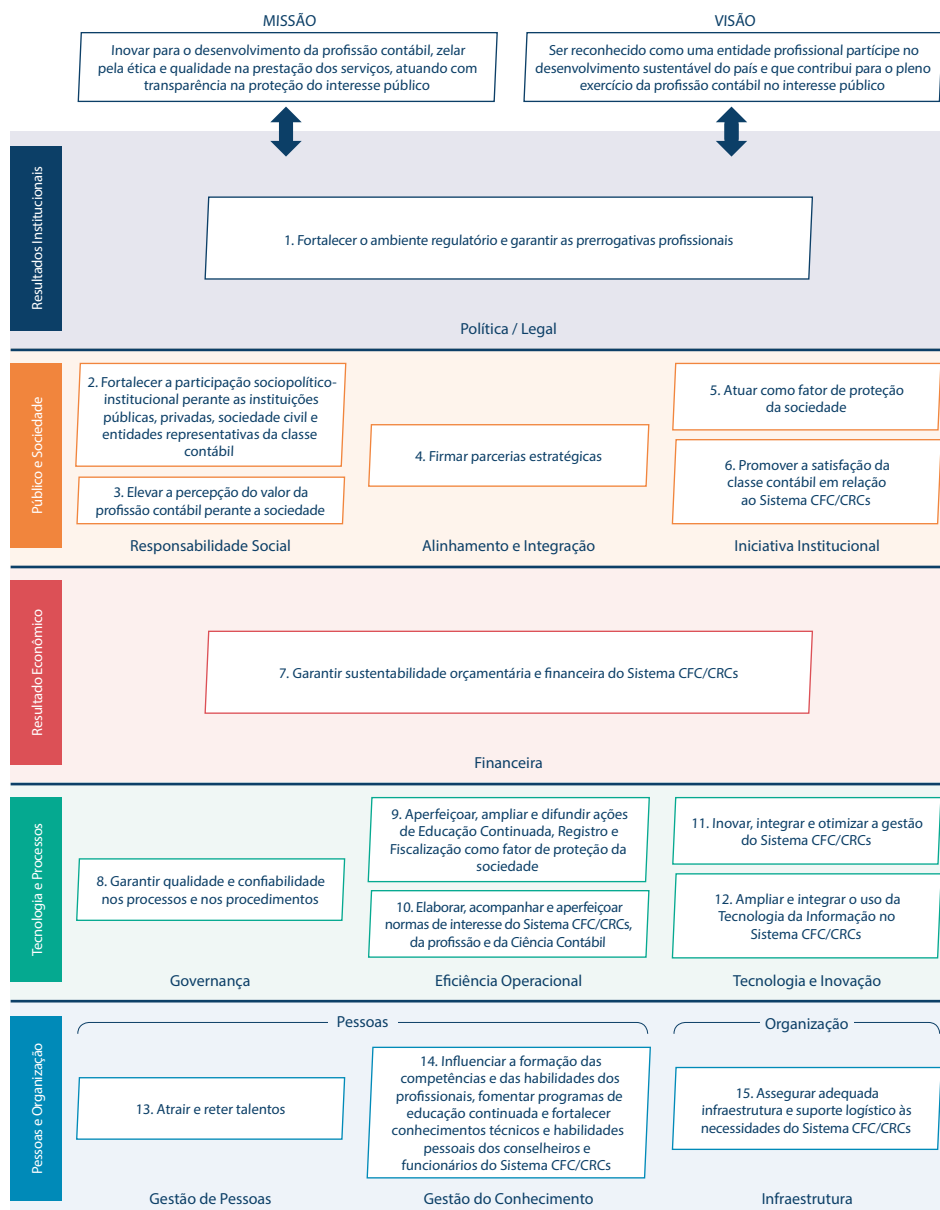 MISSÃO
Inovar para o desenvolvimento da profissão contábil, zelar
pela ética e qualidade na prestação dos serviços, atuando com
transparência na proteção do interesse público
VISÃO
Ser reconhecido como uma entidade profissional partícipe no
desenvolvimento sustentável do país e que contribui para o pleno
exercício da profissão contábil no interesse público
Resultados Institucionais
1. Fortalecer o ambiente regulatório e garantir as prerrogativas profissionais
Política / Legal
Público e Sociedade
2. Fortalecer a participação sociopolítico-
institucional perante as instituições
públicas, privadas, sociedade civil e
entidades representativas da classe
contábil
3. Elevar a percepção do valor da
profissão contábil perante a sociedade
Responsabilidade Social
4. Firmar parcerias estratégicas
Alinhamento e Integração
5. Atuar como fator de proteção
da sociedade
6. Promover a satisfação da
classe contábil em relação
ao Sistema CFC/CRCs
Iniciativa Institucional
Resultado Econômico
7. Garantir sustentabilidade orçamentária e financeira do Sistema CFC/CRCs
Financeira
Tecnologia e Processos
8. Garantir qualidade e confiabilidade
nos processos e nos procedimentos
Governança
9. Aperfeiçoar, ampliar e difundir ações
de Educação Continuada, Registro e
Fiscalização como fator de proteção da
sociedade
10. Elaborar, acompanhar e aperfeiçoar
normas de interesse do Sistema CFC/CRCs,
da profissão e da Ciência Contábil
Eficiência Operacional
11. Inovar, integrar e otimizar a gestão
do Sistema CFC/CRCs
12. Ampliar e integrar o uso da
Tecnologia da Informação no
Sistema CFC/CRCs
Tecnologia e Inovação
Pessoas e Organização
Pessoas
13. Atrair e reter talentos
Gestão de Pessoas
14. Influenciar a formação das
competências e das habilidades dos
profissionais, fomentar programas de
educação continuada e fortalecer
conhecimentos técnicos e habilidades
pessoais dos conselheiros e
funcionários do Sistema CFC/CRCs
Gestão do Conhecimento
Organização
15. Assegurar adequada
infraestrutura e suporte logístico às
necessidades do Sistema CFC/CRCs
Infraestrutura